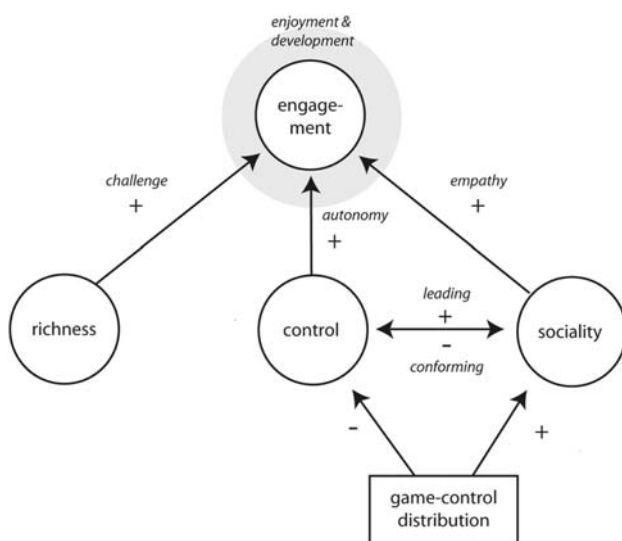 enjoyment &
development
engage-
ment
challenge
+
empathy
+
autonomy
+
richness
control
leading
+
-
conforming
sociality
-
+
game-control
distribution